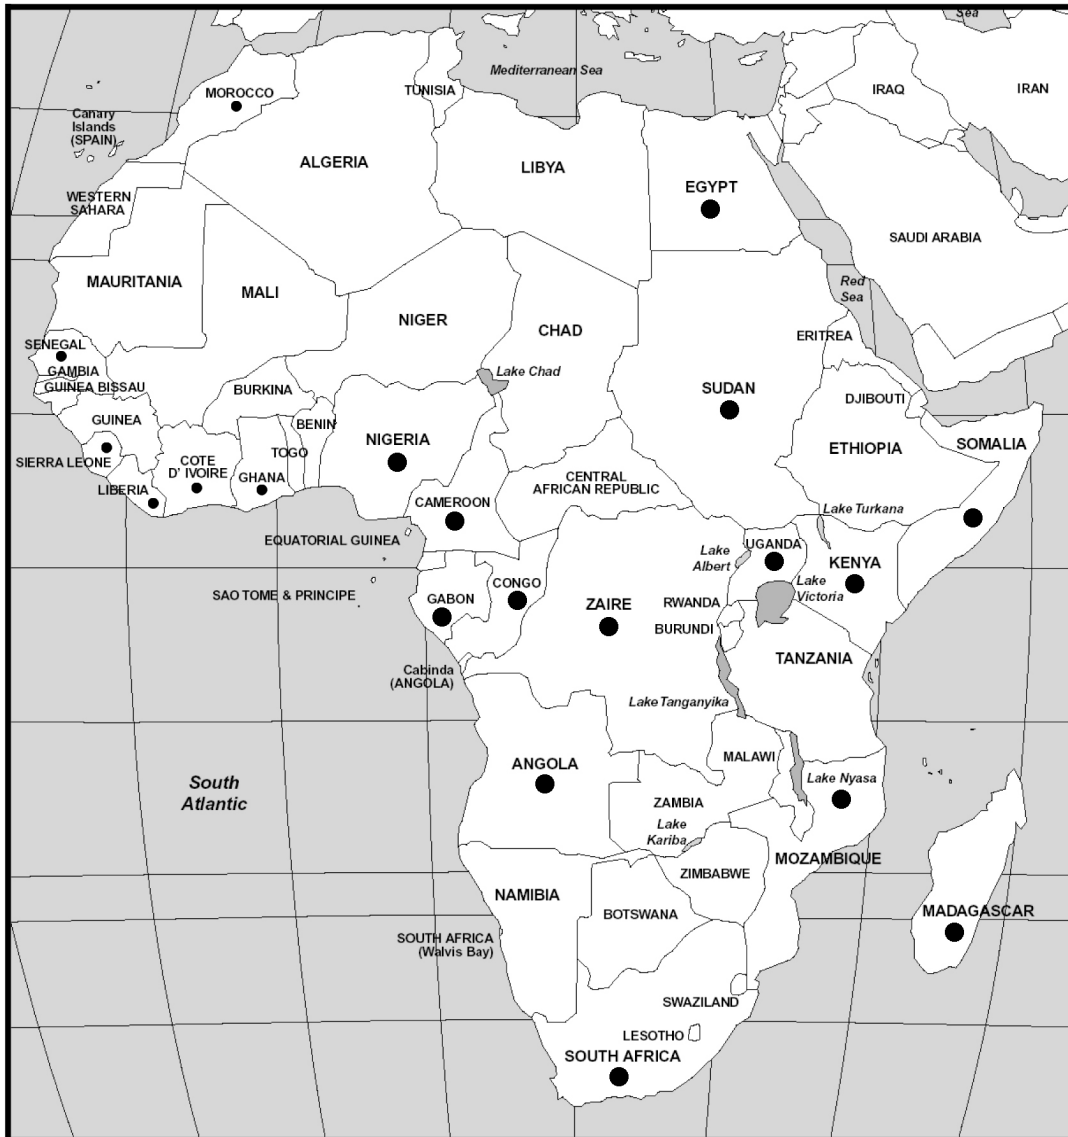 Sea
Mediterranean Sea
MOROCCO
TUNISIA
IRAQ
IRAN
Canary
Islands
(SPAIN)
ALGERIA
LIBYA
EGYPT
WESTERN
SAHARA
SAUDI ARABIA
MAURITANIA
MALI
NIGER
CHAD
Red
Sea
ERITREA
SENEGAL
GAMBIA
GUINEA BISSAU
BURKINA
Lake Chad
SUDAN
DJIBOUTI
GUINEA
BENIN
NIGERIA
TOGO
ETHIOPIA
SOMALIA
SIERRA LEONE
COTE
D' IVOIRE
GHANA
CENTRAL
AFRICAN REPUBLIC
LIBERIA
CAMEROON
Lake Turkana
EQUATORIAL GUINEA
UGANDA
Lake
Albert
KENYA
SAO TOME & PRINCIPE
GABON
CONGO
ZAIRE
Lake
Victoria
RWANDA
BURUNDI
TANZANIA
Cabinda
(ANGOLA)
Lake Tanganyika
ANGOLA
MALAWI
Lake Nyasa
South
Atlantic
ZAMBIA
Lake
Kariba
MOZAMBIQUE
ZIMBABWE
NAMIBIA
BOTSWANA
MADAGASCAR
SOUTH AFRICA
(Walvis Bay)
SWAZILAND
LESOTHO
SOUTH AFRICA